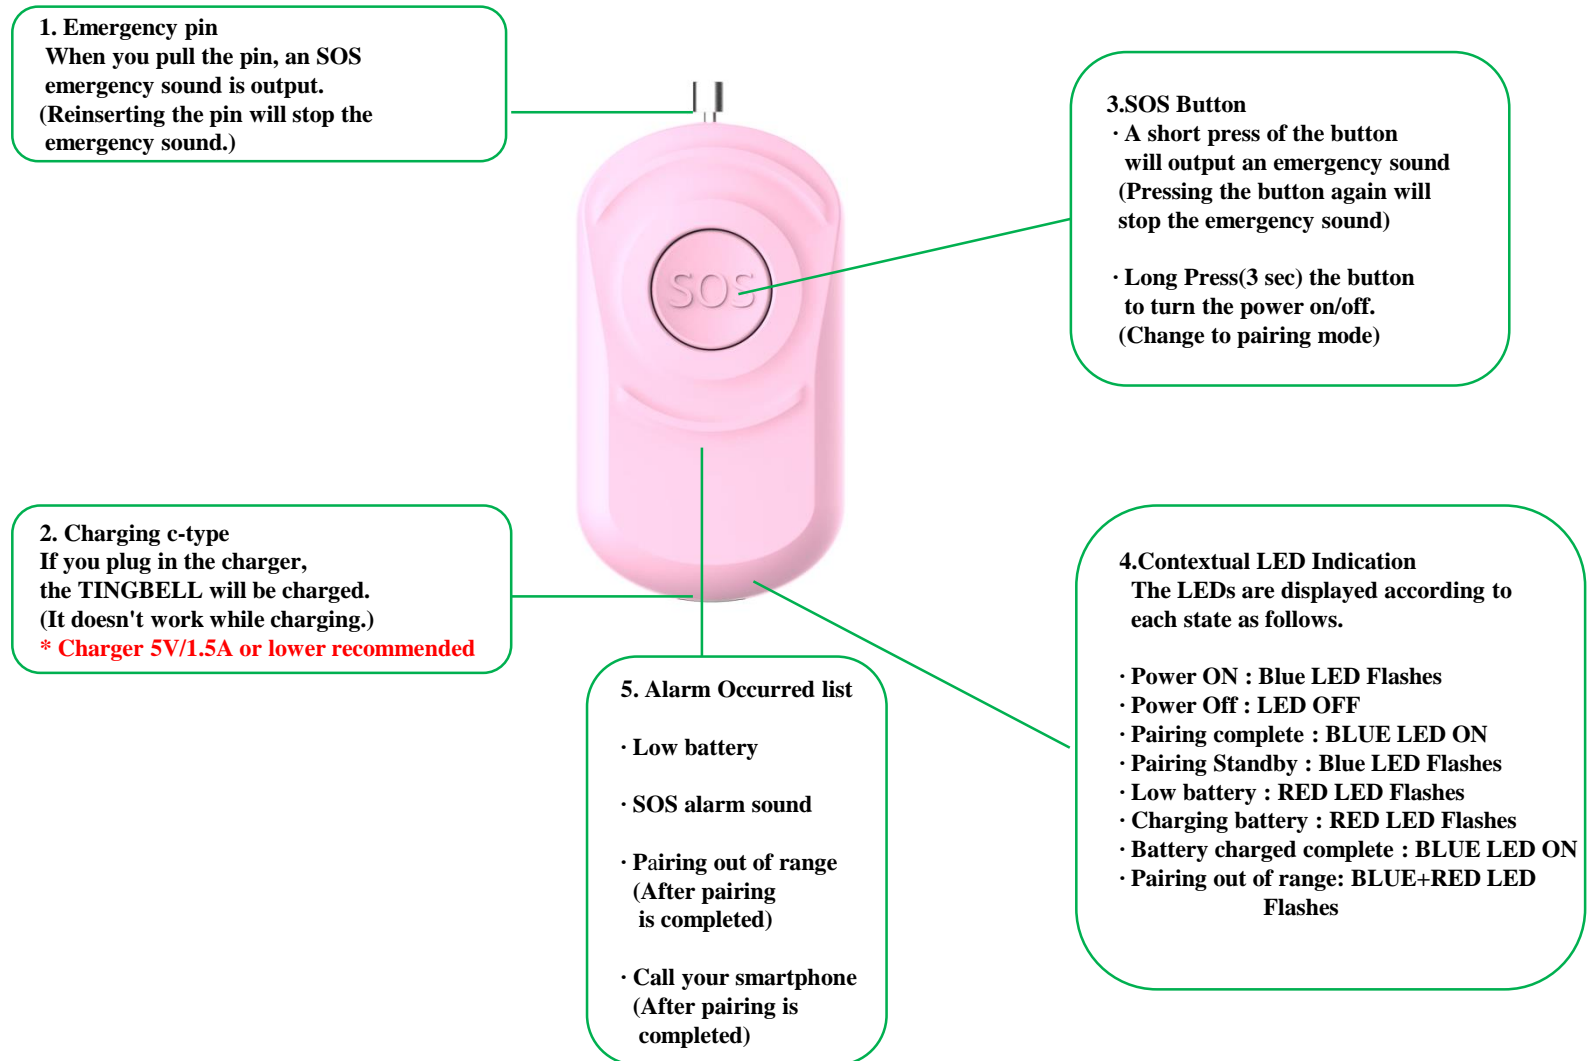 1. Emergency pin
When you pull the pin, an SOS
emergency sound is output.
(Reinserting the pin will stop the
emergency sound.)
2. Charging c-type
If you plug in the charger,
the TINGBELL will be charged.
(It doesn't work while charging.)
* Charger 5V/1.5A or lower recommended
SOS
3.SOS Button
· A short press of the button
will output an emergency sound
(Pressing the button again will
stop the emergency sound)
· Long Press(3 sec) the button
to turn the power on/off.
(Change to pairing mode)
4.Contextual LED Indication
The LEDs are displayed according to
each state as follows.
· Power ON : Blue LED Flashes
· Power Off : LED OFF
· Pairing complete : BLUE LED ON
· Pairing Standby : Blue LED Flashes
· Low battery : RED LED Flashes
· Charging battery : RED LED Flashes
· Battery charged complete : BLUE LED ON
· Pairing out of range: BLUE+RED LED
Flashes
5. Alarm Occurred list
· Low battery
· SOS alarm sound
· Pairing out of range
(After pairing
is completed)
· Call your smartphone
(After pairing is
completed)